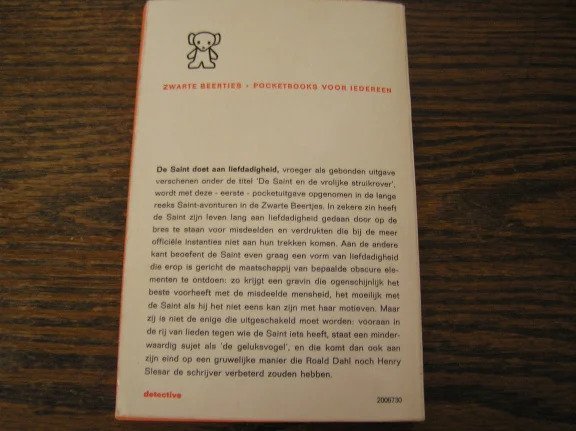 ZWARTE BEERTJES • POCKETBOOKS VOOR IEDEREEN
De Saint doet aan liefdadigheid, vroeger als gebonden uitgave
verschenen onder de titel 'De Saint en de vrolijke struikrover',
wordt met deze - eerste - pocketuitgave opgenomen in de lange
reeks Saint-avonturen in de Zwarte Beertjes. In zekere zin heeft
de Saint zijn leven lang aan liefdadigheid gedaan door op de
bres te staan voor misdeelden en verdrukten die bij de meer
officiële instanties niet aan hun trekken komen. Aan de andere
kant beoefent de Saint even graag een vorm van liefdadigheid
die erop is gericht de maatschappij van bepaalde obscure ele-
menten te ontdoen: zo krijgt een gravin die ogenschijnlijk het
beste voorheeft met de misdeelde mensheid, het moeilijk met
de Saint als hij het niet eens kan zijn met haar motieven. Maar
zij is niet de enige die uitgeschakeld moet worden: vooraan in
de rij van lieden tegen wie de Saint iets heeft, staat een minder-
waardig sujet als 'de geluksvogel', en die komt dan ook aan
zijn eind op een gruwelijke manier die Roald Dahl noch Henry
Slesar de schrijver verbeterd zouden hebben.
detective
2008730